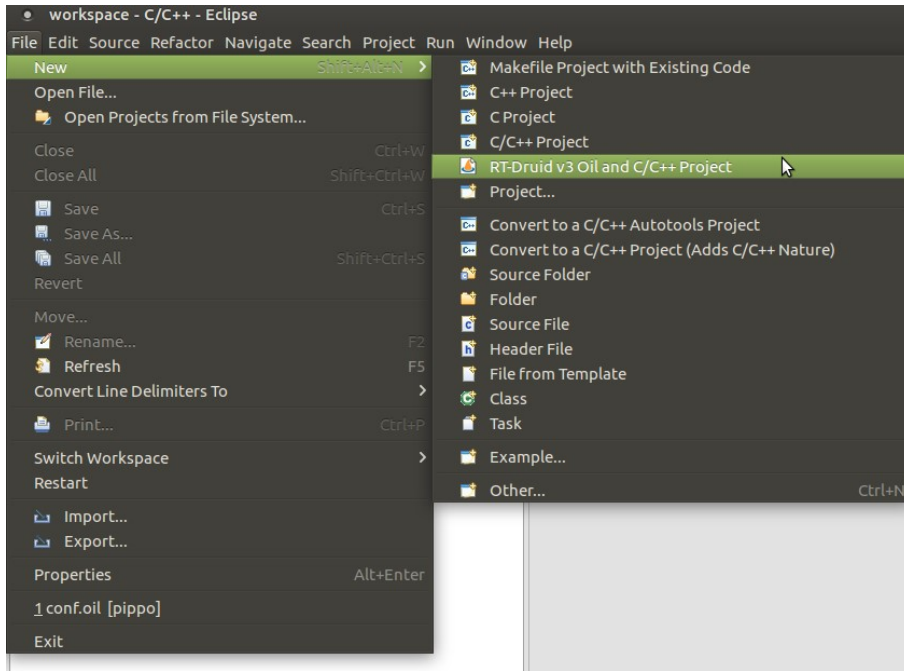 workspace - C/C++ - Eclipse
File Edit Source Refactor Navigate Search Project Run Window Help
New Shift+Alt+N >
Open File...
Open Projects from File System...
Close Ctrl+W
Close All Shift+Ctrl+W
Save Ctrl+S
Save As...
Save All Shift+Ctrl+S
Revert
Move...
Rename... F2
Refresh F5
Convert Line Delimiters To >
Print... Ctrl+P
Switch Workspace >
Restart
Import...
Export...
Properties Alt+Enter
1 conf.oil [pippo]
Exit
Makefile Project with Existing Code
C++ Project
C Project
C/C++ Project
RT-Druid v3 Oil and C/C++ Project
Project...
Convert to a C/C++ Autotools Project
Convert to a C/C++ Project (Adds C/C++ Nature)
Source Folder
Folder
Source File
Header File
File from Template
Class
Task
Example...
Other... Ctrl+N